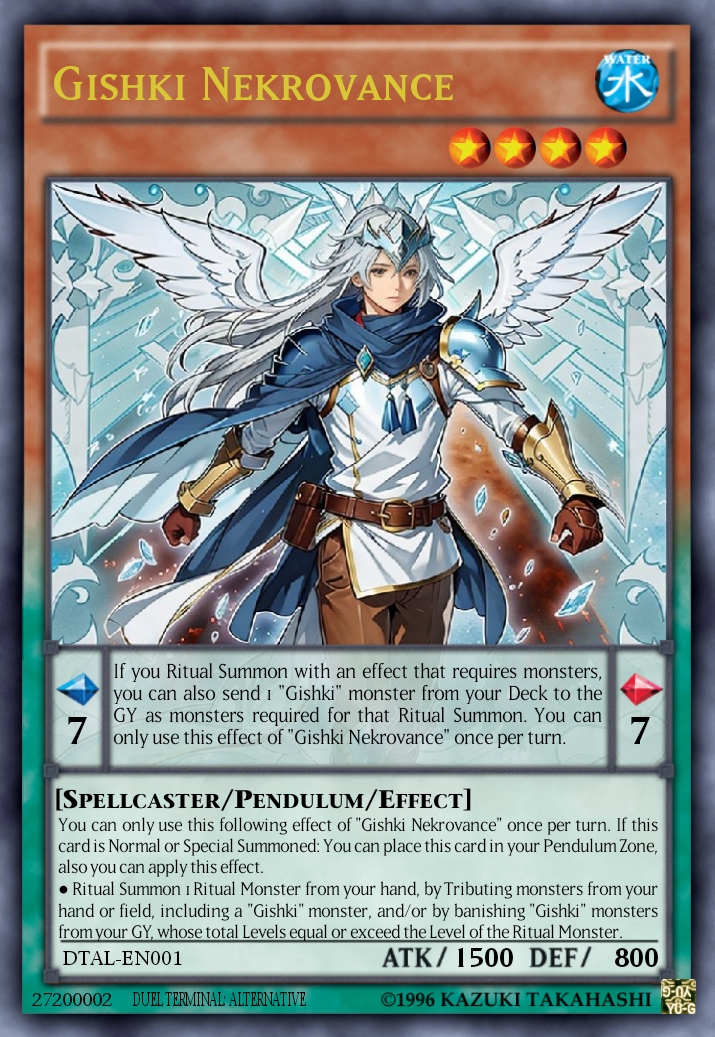 Gishki Nekrovance
WATER
水
If you Ritual Summon with an effect that requires monsters,
you can also send 1 "Gishki" monster from your Deck to the
GY as monsters required for that Ritual Summon. You can
only use this effect of "Gishki Nekrovance" once per turn.
7
7
[Spellcaster/Pendulum/Effect]
You can only use this following effect of "Gishki Nekrovance" once per turn. If this
card is Normal or Special Summoned: You can place this card in your Pendulum Zone,
also you can apply this effect.
● Ritual Summon 1 Ritual Monster from your hand, by Tributing monsters from your
hand or field, including a "Gishki" monster, and/or by banishing "Gishki" monsters
from your GY, whose total Levels equal or exceed the Level of the Ritual Monster.
DTAL-EN001 ATK/ 1500 DEF/ 800
27200002 DUEL TERMINAL: ALTERNATIVE ©1996 KAZUKI TAKAHASHI
YU-G
YU-G